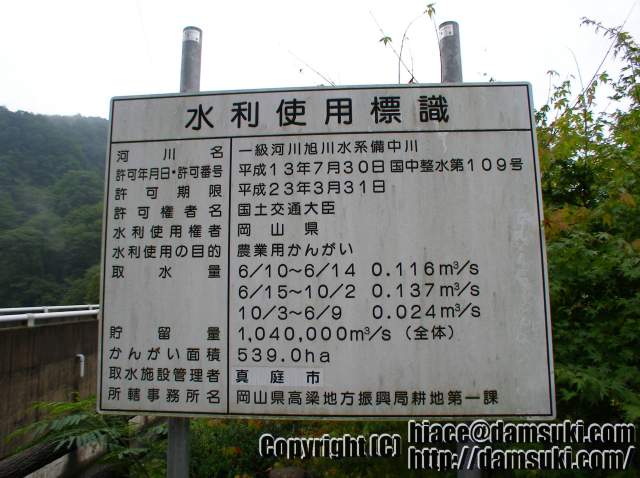 水利使用標識
河川名 一級河川旭川水系備中川
許可年月日・許可番号 平成13年7月30日国中整水第109号
許可期限 平成23年3月31日
許可権者名 国土交通大臣
水利使用権者 岡山県
水利使用の目的 農業用かんがい
取水量 6/10～6/14 0.116m³/s
6/15～10/2 0.137m³/s
10/3～6/9 0.024m³/s
貯留量 1,040,000m³/s (全体)
かんがい面積 539.0ha
取水施設管理者 真庭市
所轄事務所名 岡山県高梁地方振興局耕地第一課
Copyright (C) hiace@damsuki.com
http://damsuki.com/